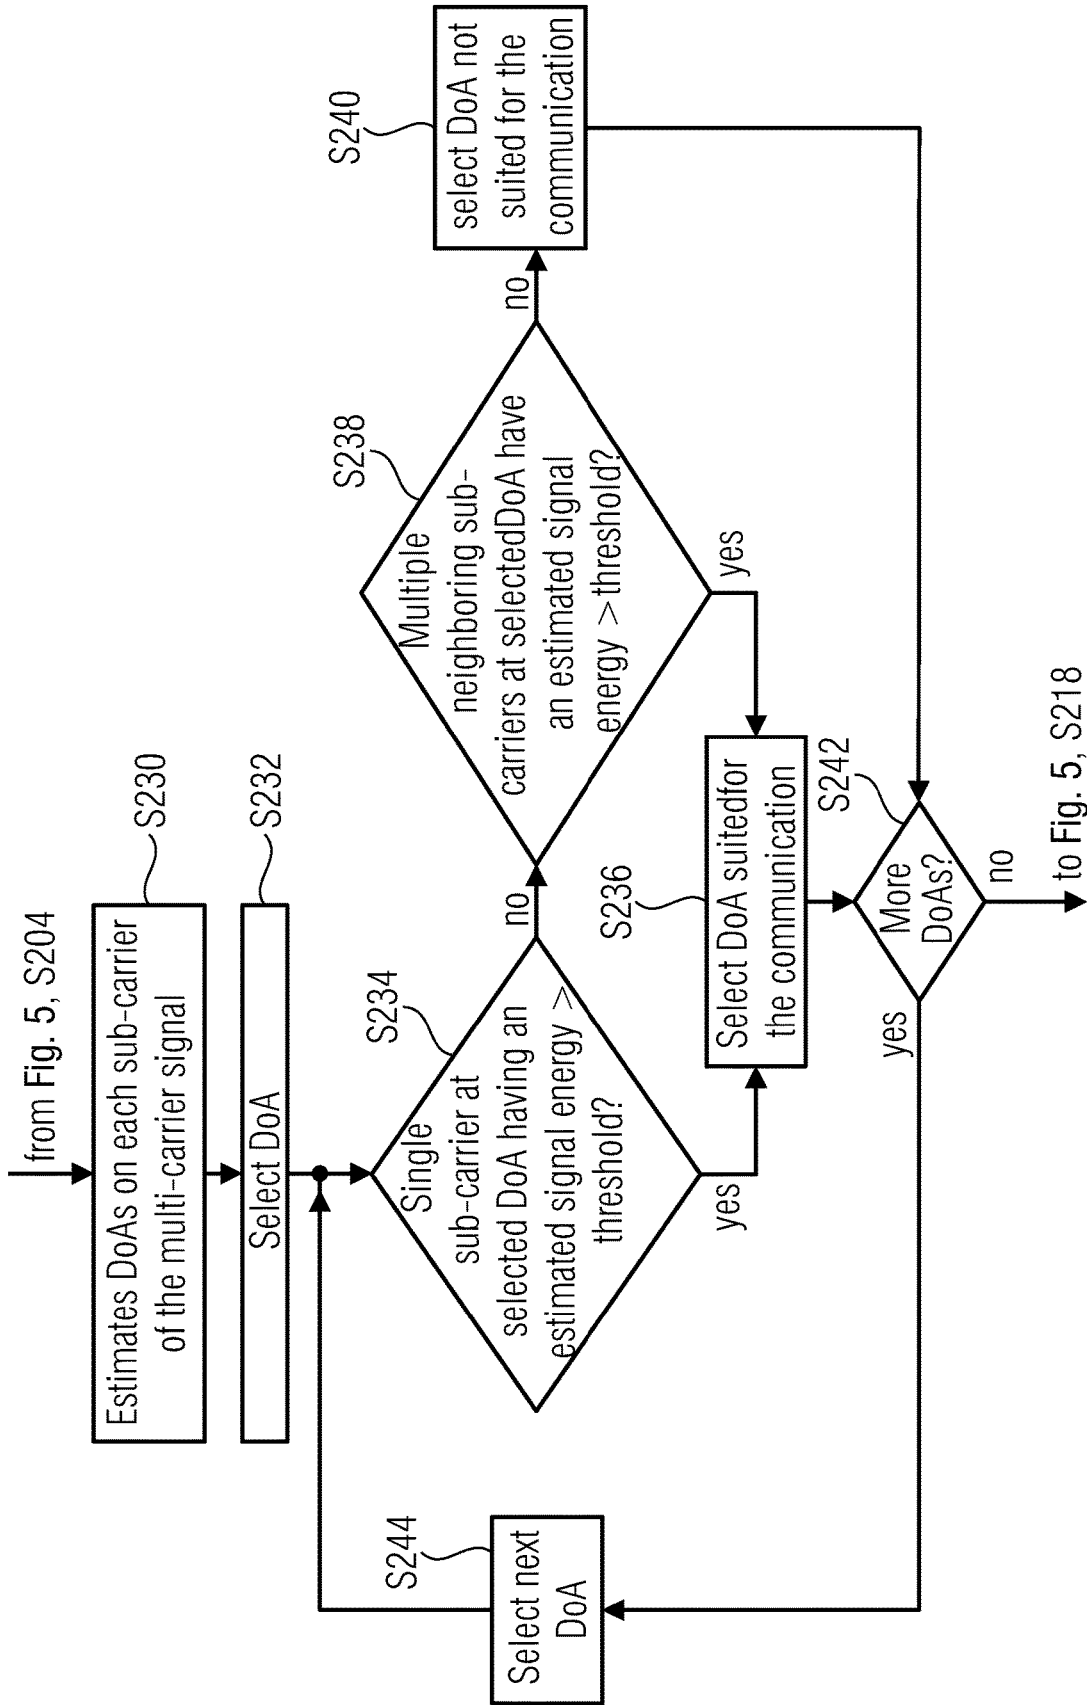 from Fig. 5, S204
Estimates DoAs on each sub-carrier
of the multi-carrier signal
S230
Select DoA
S232
Single
sub-carrier at
selected DoA having an
estimated signal energy >
threshold?
S234
no
yes
Multiple
neighboring sub-
carriers at selectedDoA have
an estimated signal
energy >threshold?
S238
no
yes
select DoA not
suited for the
communication
S240
Select DoA suitedfor
the communication
S236
More
DoAs?
S242
yes
no
Select next
DoA
S244
to Fig. 5, S218